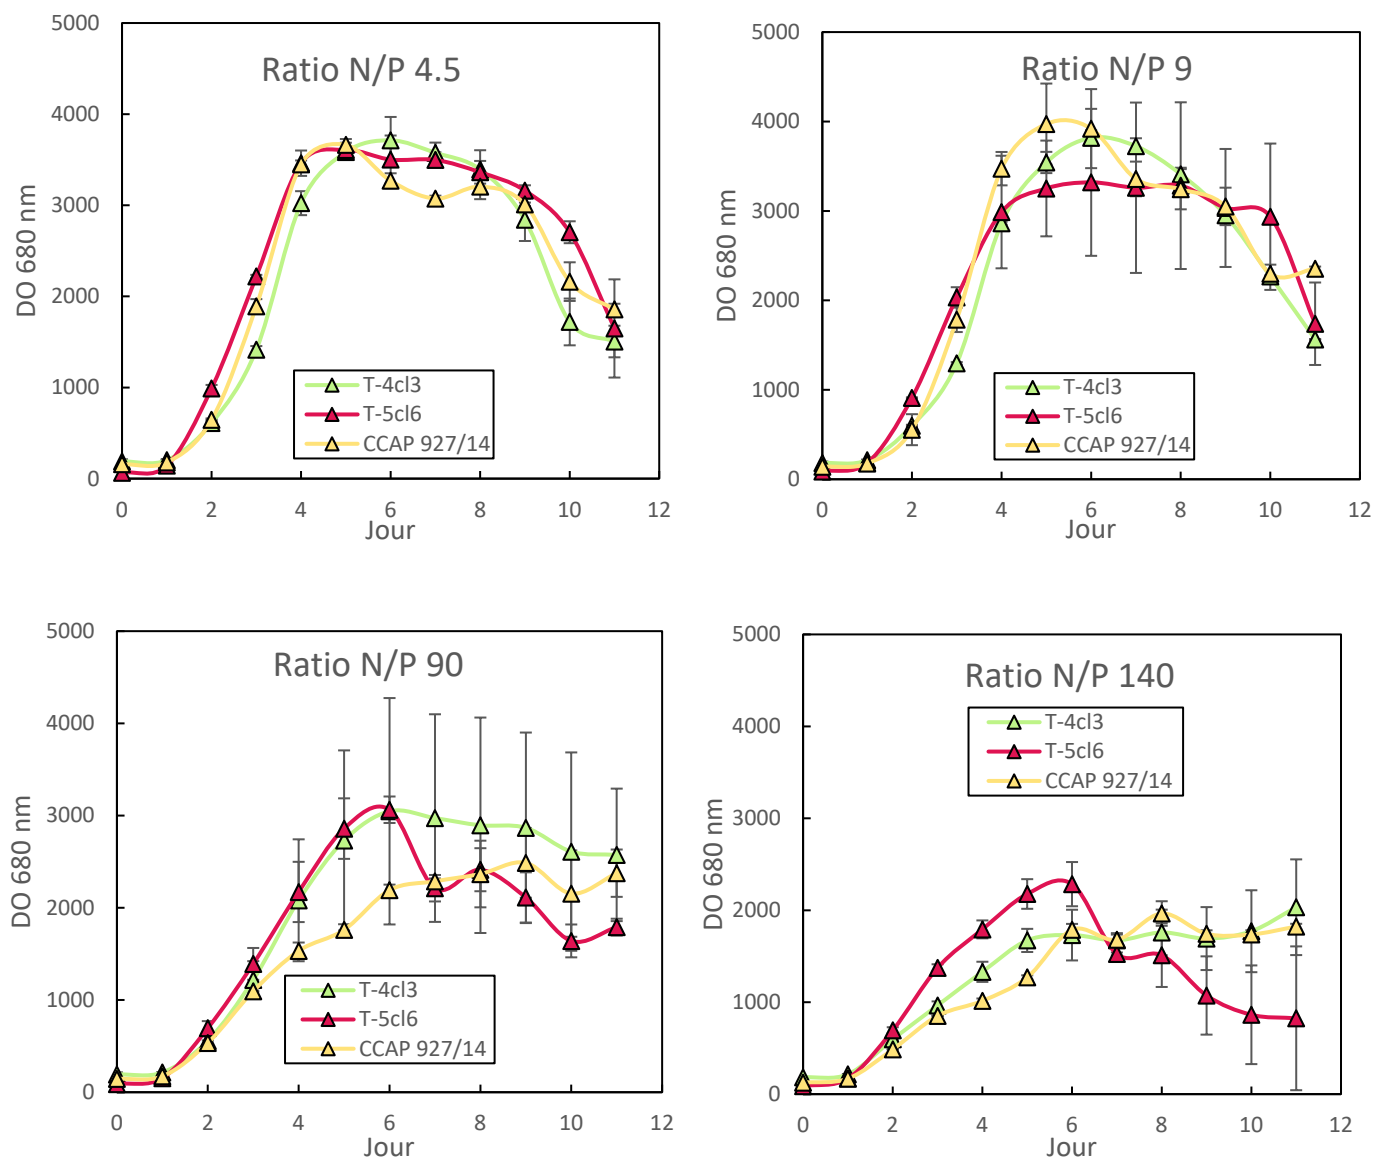 Ratio N/P 4.5
DO 680 nm
5000
4000
3000
2000
1000
0
T-4cl3
T-5cl6
CCAP 927/14
0 2 4 6 8 10 12
Jour
Ratio N/P 9
DO 680 nm
5000
4000
3000
2000
1000
0
T-4cl3
T-5cl6
CCAP 927/14
0 2 4 6 8 10 12
Jour
Ratio N/P 90
DO 680 nm
5000
4000
3000
2000
1000
0
T-4cl3
T-5cl6
CCAP 927/14
0 2 4 6 8 10 12
Jour
Ratio N/P 140
DO 680 nm
5000
4000
3000
2000
1000
0
T-4cl3
T-5cl6
CCAP 927/14
0 2 4 6 8 10 12
Jour